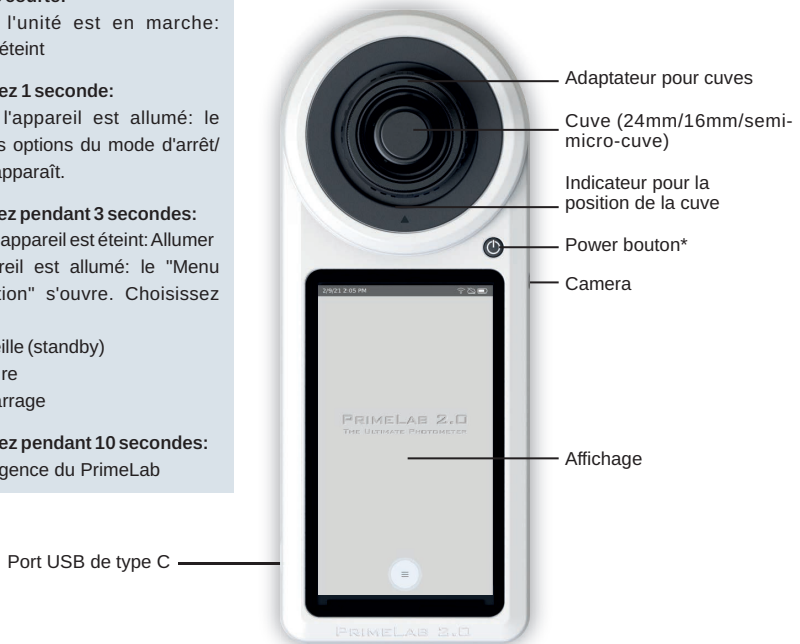 l'unité est en marche:
éteint
ez 1 seconde:
l'appareil est allumé: le
s options du mode d'arrêt/
apparaît.
ez pendant 3 secondes:
appareil est éteint: Allumer
reil est allumé: le "Menu
tion" s'ouvre. Choisissez
ille (standby)
re
arrage
ez pendant 10 secondes:
gence du PrimeLab
Adaptateur pour cuves
Cuve (24mm/16mm/semi-
micro-cuve)
Indicateur pour la
position de la cuve
Power bouton*
Camera
2/9/21 2:05 PM
PRIMELAB 2.0
THE ULTIMATE PHOTOMETER
Affichage
Port USB de type C
PRIMELAB 2.0